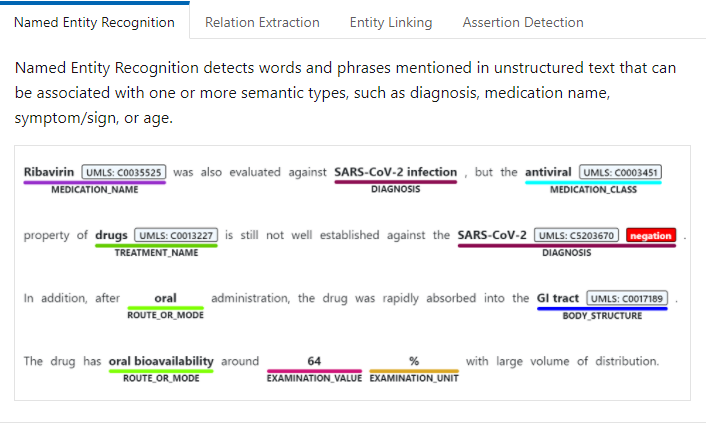 Named Entity Recognition Relation Extraction Entity Linking Assertion Detection
Named Entity Recognition detects words and phrases mentioned in unstructured text that can
be associated with one or more semantic types, such as diagnosis, medication name,
symptom/sign, or age.
Ribavirin UMLS: C0035525 was also evaluated against SARS-CoV-2 infection , but the antiviral UMLS: C0003451
MEDICATION_NAME DIAGNOSIS MEDICATION_CLASS
property of drugs UMLS: C0013227 is still not well established against the SARS-CoV-2 UMLS: C5203670 negation .
TREATMENT_NAME DIAGNOSIS
In addition, after oral administration, the drug was rapidly absorbed into the GI tract UMLS: C0017189 .
ROUTE_OR_MODE BODY_STRUCTURE
The drug has oral bioavailability around 64 % with large volume of distribution.
ROUTE_OR_MODE EXAMINATION_VALUE EXAMINATION_UNIT